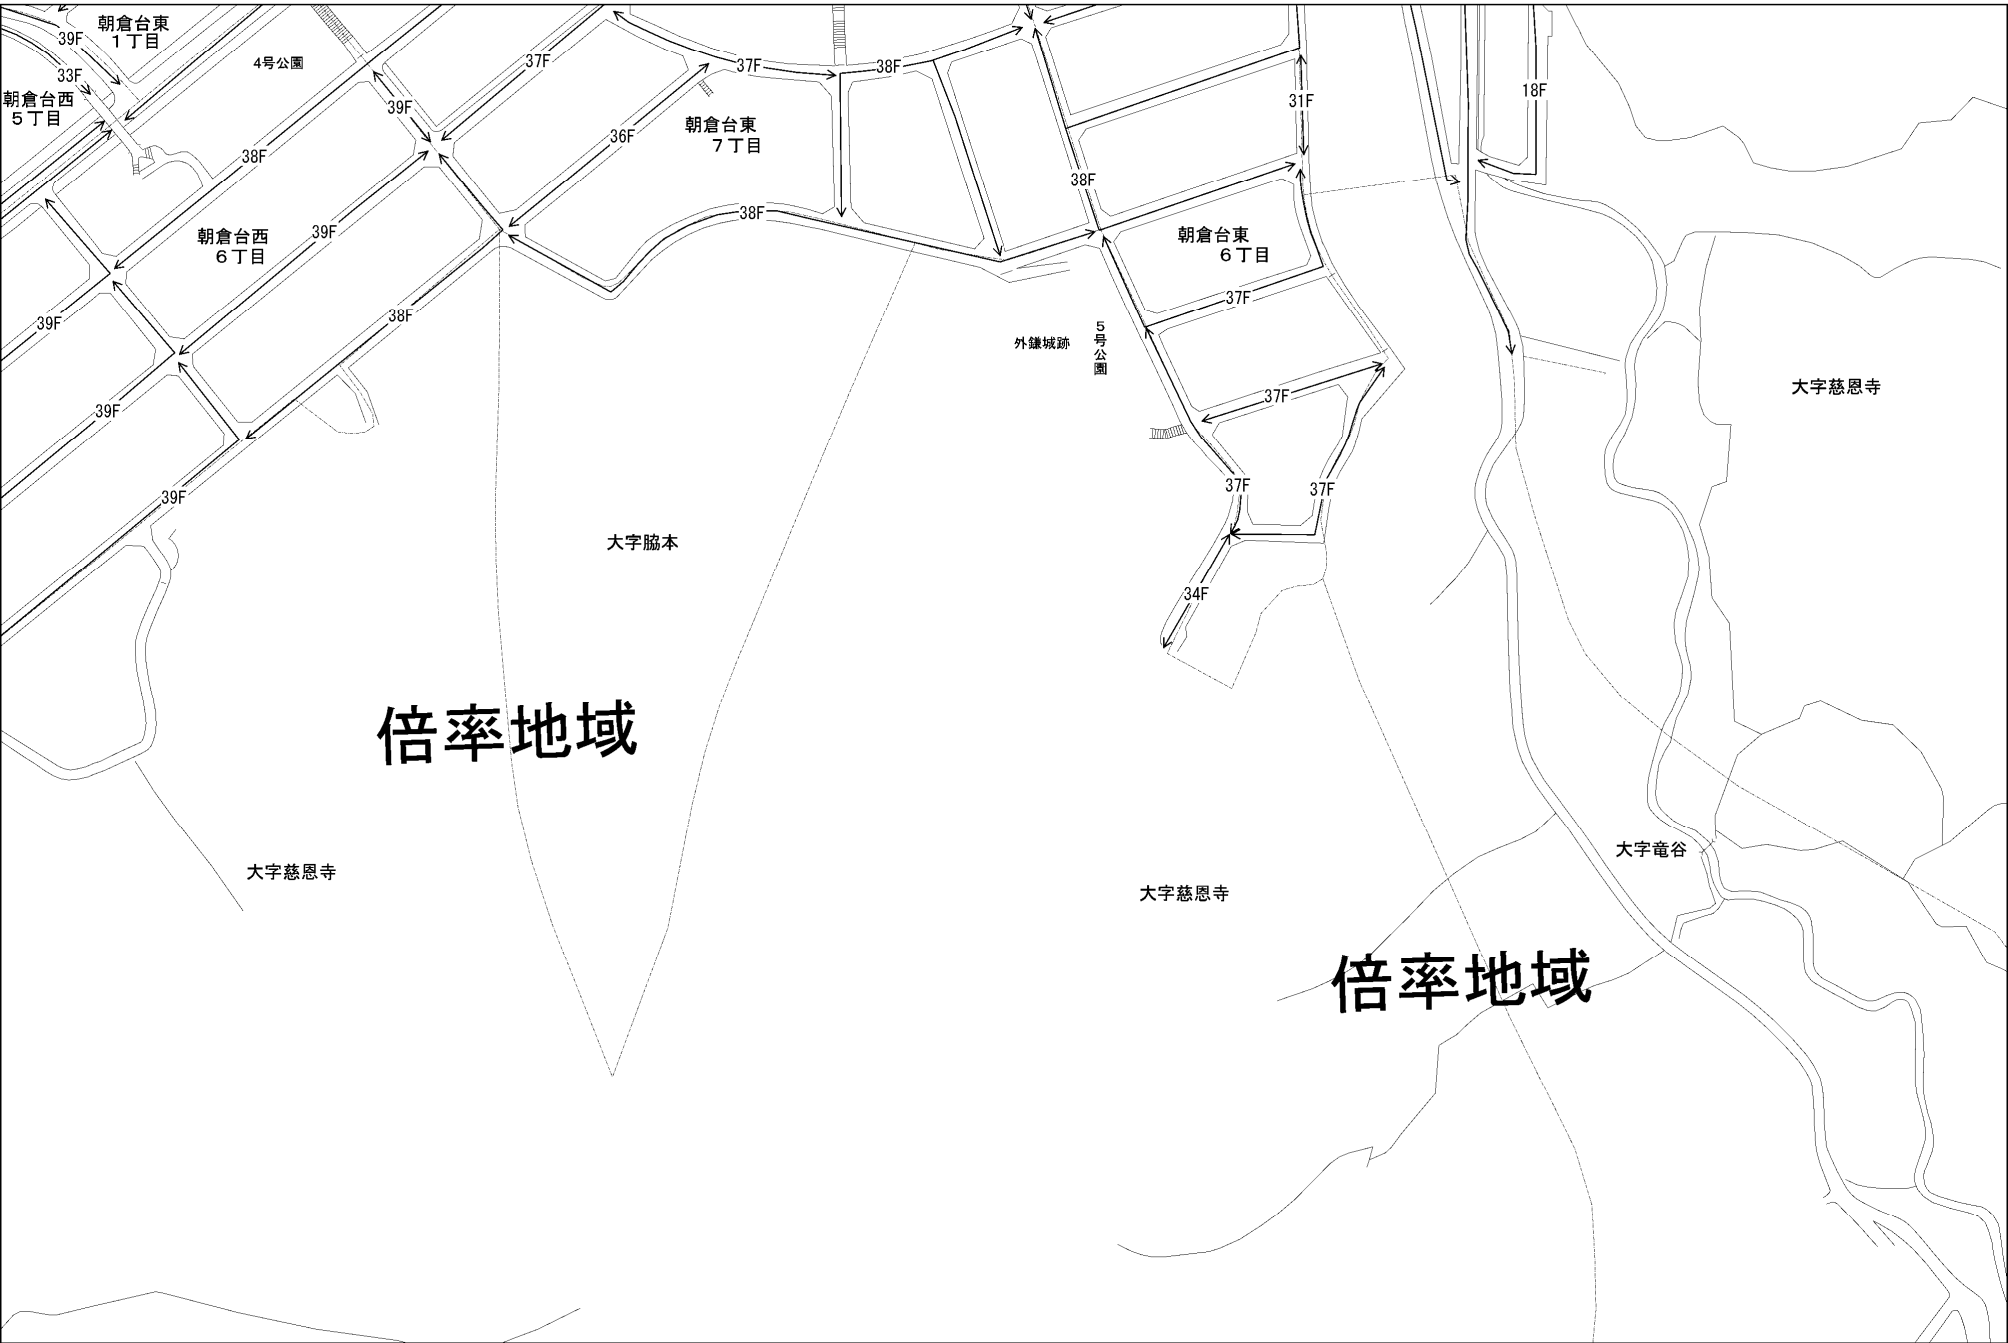 朝倉台東
１丁目
39F
4号公園
33F
朝倉台西
５丁目
37F
37F
38F
39F
18F
31F
36F
朝倉台東
７丁目
38F
38F
38F
39F
朝倉台西
６丁目
朝倉台東
６丁目
37F
39F
38F
外鎌城跡
５号公園
大字慈恩寺
37F
39F
39F
37F
37F
大字脇本
34F
倍率地域
大字竜谷
大字慈恩寺
大字慈恩寺
倍率地域